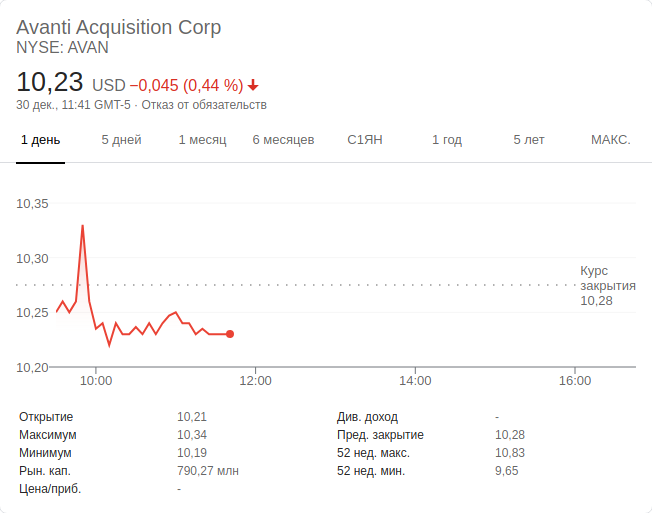 Avanti Acquisition Corp
NYSE: AVAN
10,23 USD −0,045 (0,44 %)
30 дек., 11:41 GMT-5 · Отказ от обязательств
1 день 5 дней 1 месяц 6 месяцев С1ЯН 1 год 5 лет МАКС.
10,35
10,30
Курс
закрытия
10,28
10,25
10,20
10:00 12:00 14:00 16:00
Открытие 10,21 Див. доход -
Максимум 10,34 Пред. закрытие 10,28
Минимум 10,19 52 нед. макс. 10,83
Рын. кап. 790,27 млн 52 нед. мин. 9,65
Цена/приб. -